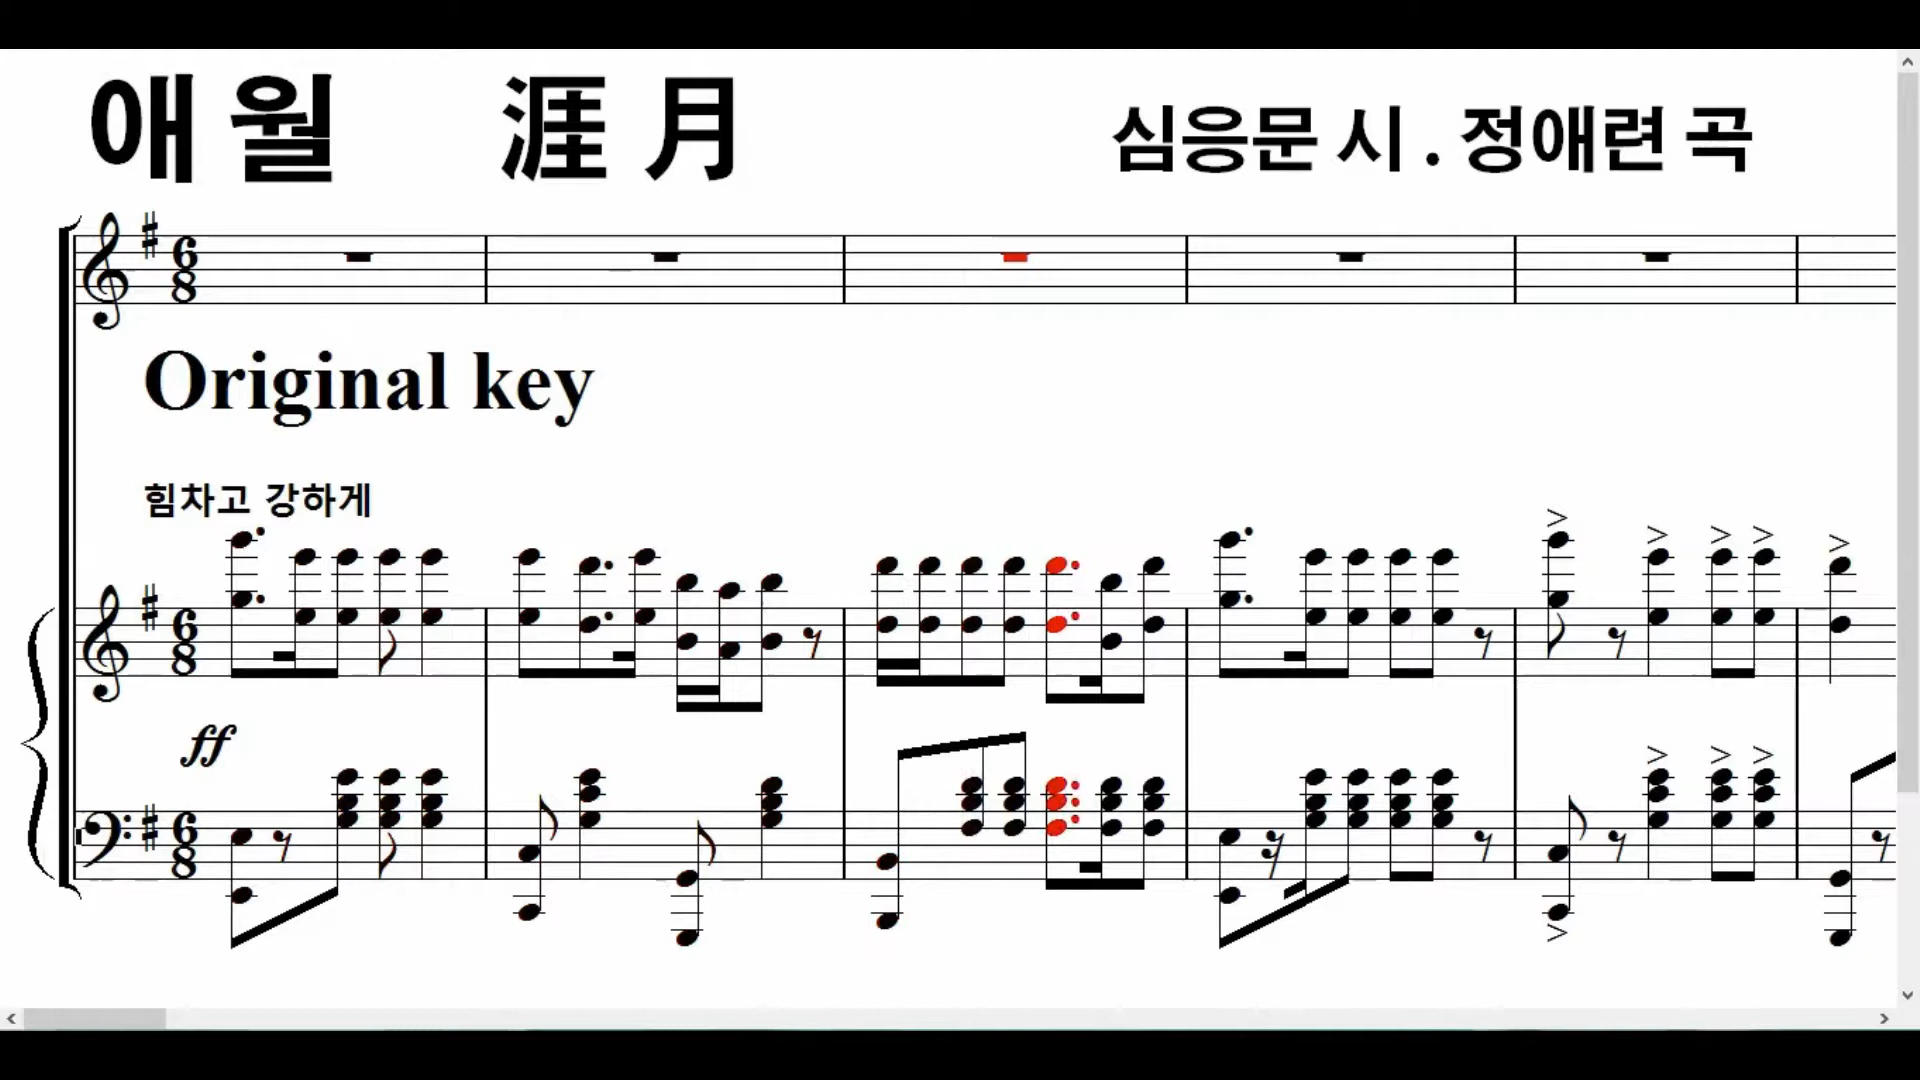 애월 涯月
심응문 시 . 정애련 곡
Original key
힘차고 강하게
ff